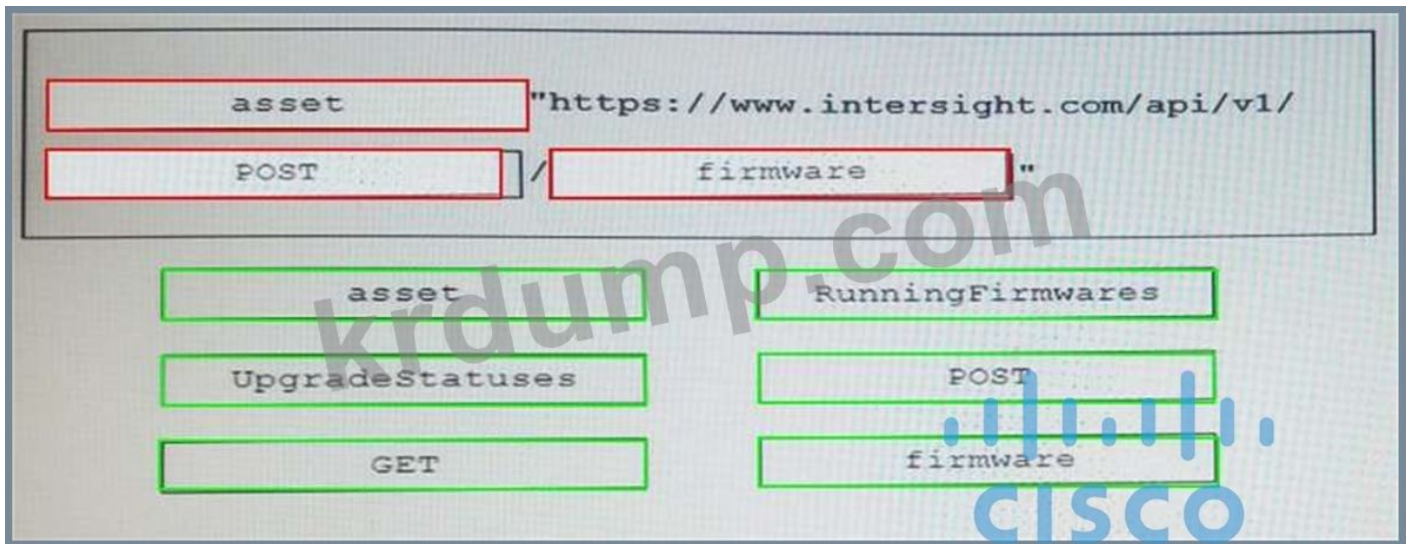 asset "https://www.intersight.com/api/v1/
POST / firmware "
asset RunningFirmwares
UpgradeStatuses POST
GET firmware
krdump.com
CISCO